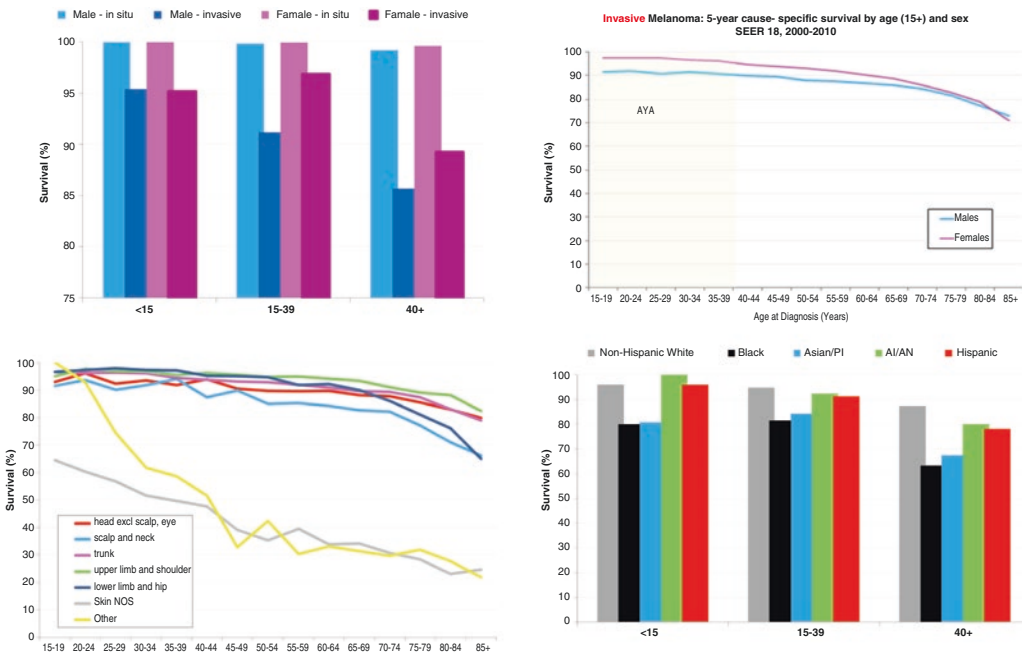 Male - in situ Male - invasive Famale - in situ Famale - invasive
Survival (%)
100
95
90
85
80
75
<15 15-39 40+
Invasive Melanoma: 5-year cause- specific survival by age (15+) and sex
SEER 18, 2000-2010
Survival (%)
100
90
80
70
60
50
40
30
20
10
0
AYA
Males
Females
15-19 20-24 25-29 30-34 35-39 40-44 45-49 50-54 55-59 60-64 65-69 70-74 75-79 80-84 85+
Age at Diagnosis (Years)
Survival (%)
100
90
80
70
60
50
40
30
20
10
0
head excl scalp, eye
scalp and neck
trunk
upper limb and shoulder
lower limb and hip
Skin NOS
Other
15-19 20-24 25-29 30-34 35-39 40-44 45-49 50-54 55-59 60-64 65-69 70-74 75-79 80-84 85+
Non-Hispanic White Black Asian/PI AI/AN Hispanic
Survival (%)
100
90
80
70
60
50
40
30
20
10
0
<15 15-39 40+